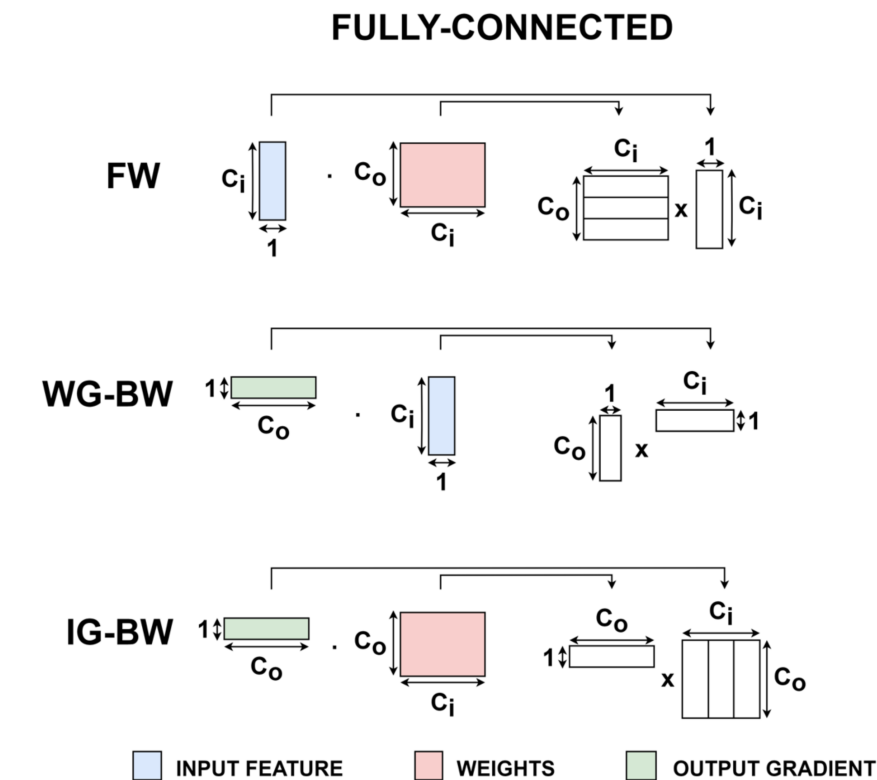 FULLY-CONNECTED
FW
Ci
1
.
Co
Ci
Ci
Co
x
1
Ci
WG-BW
1
Co
.
Ci
1
1
Co
x
Ci
1
IG-BW
1
Co
.
Co
Ci
Co
1
x
Ci
Co
INPUT FEATURE
WEIGHTS
OUTPUT GRADIENT